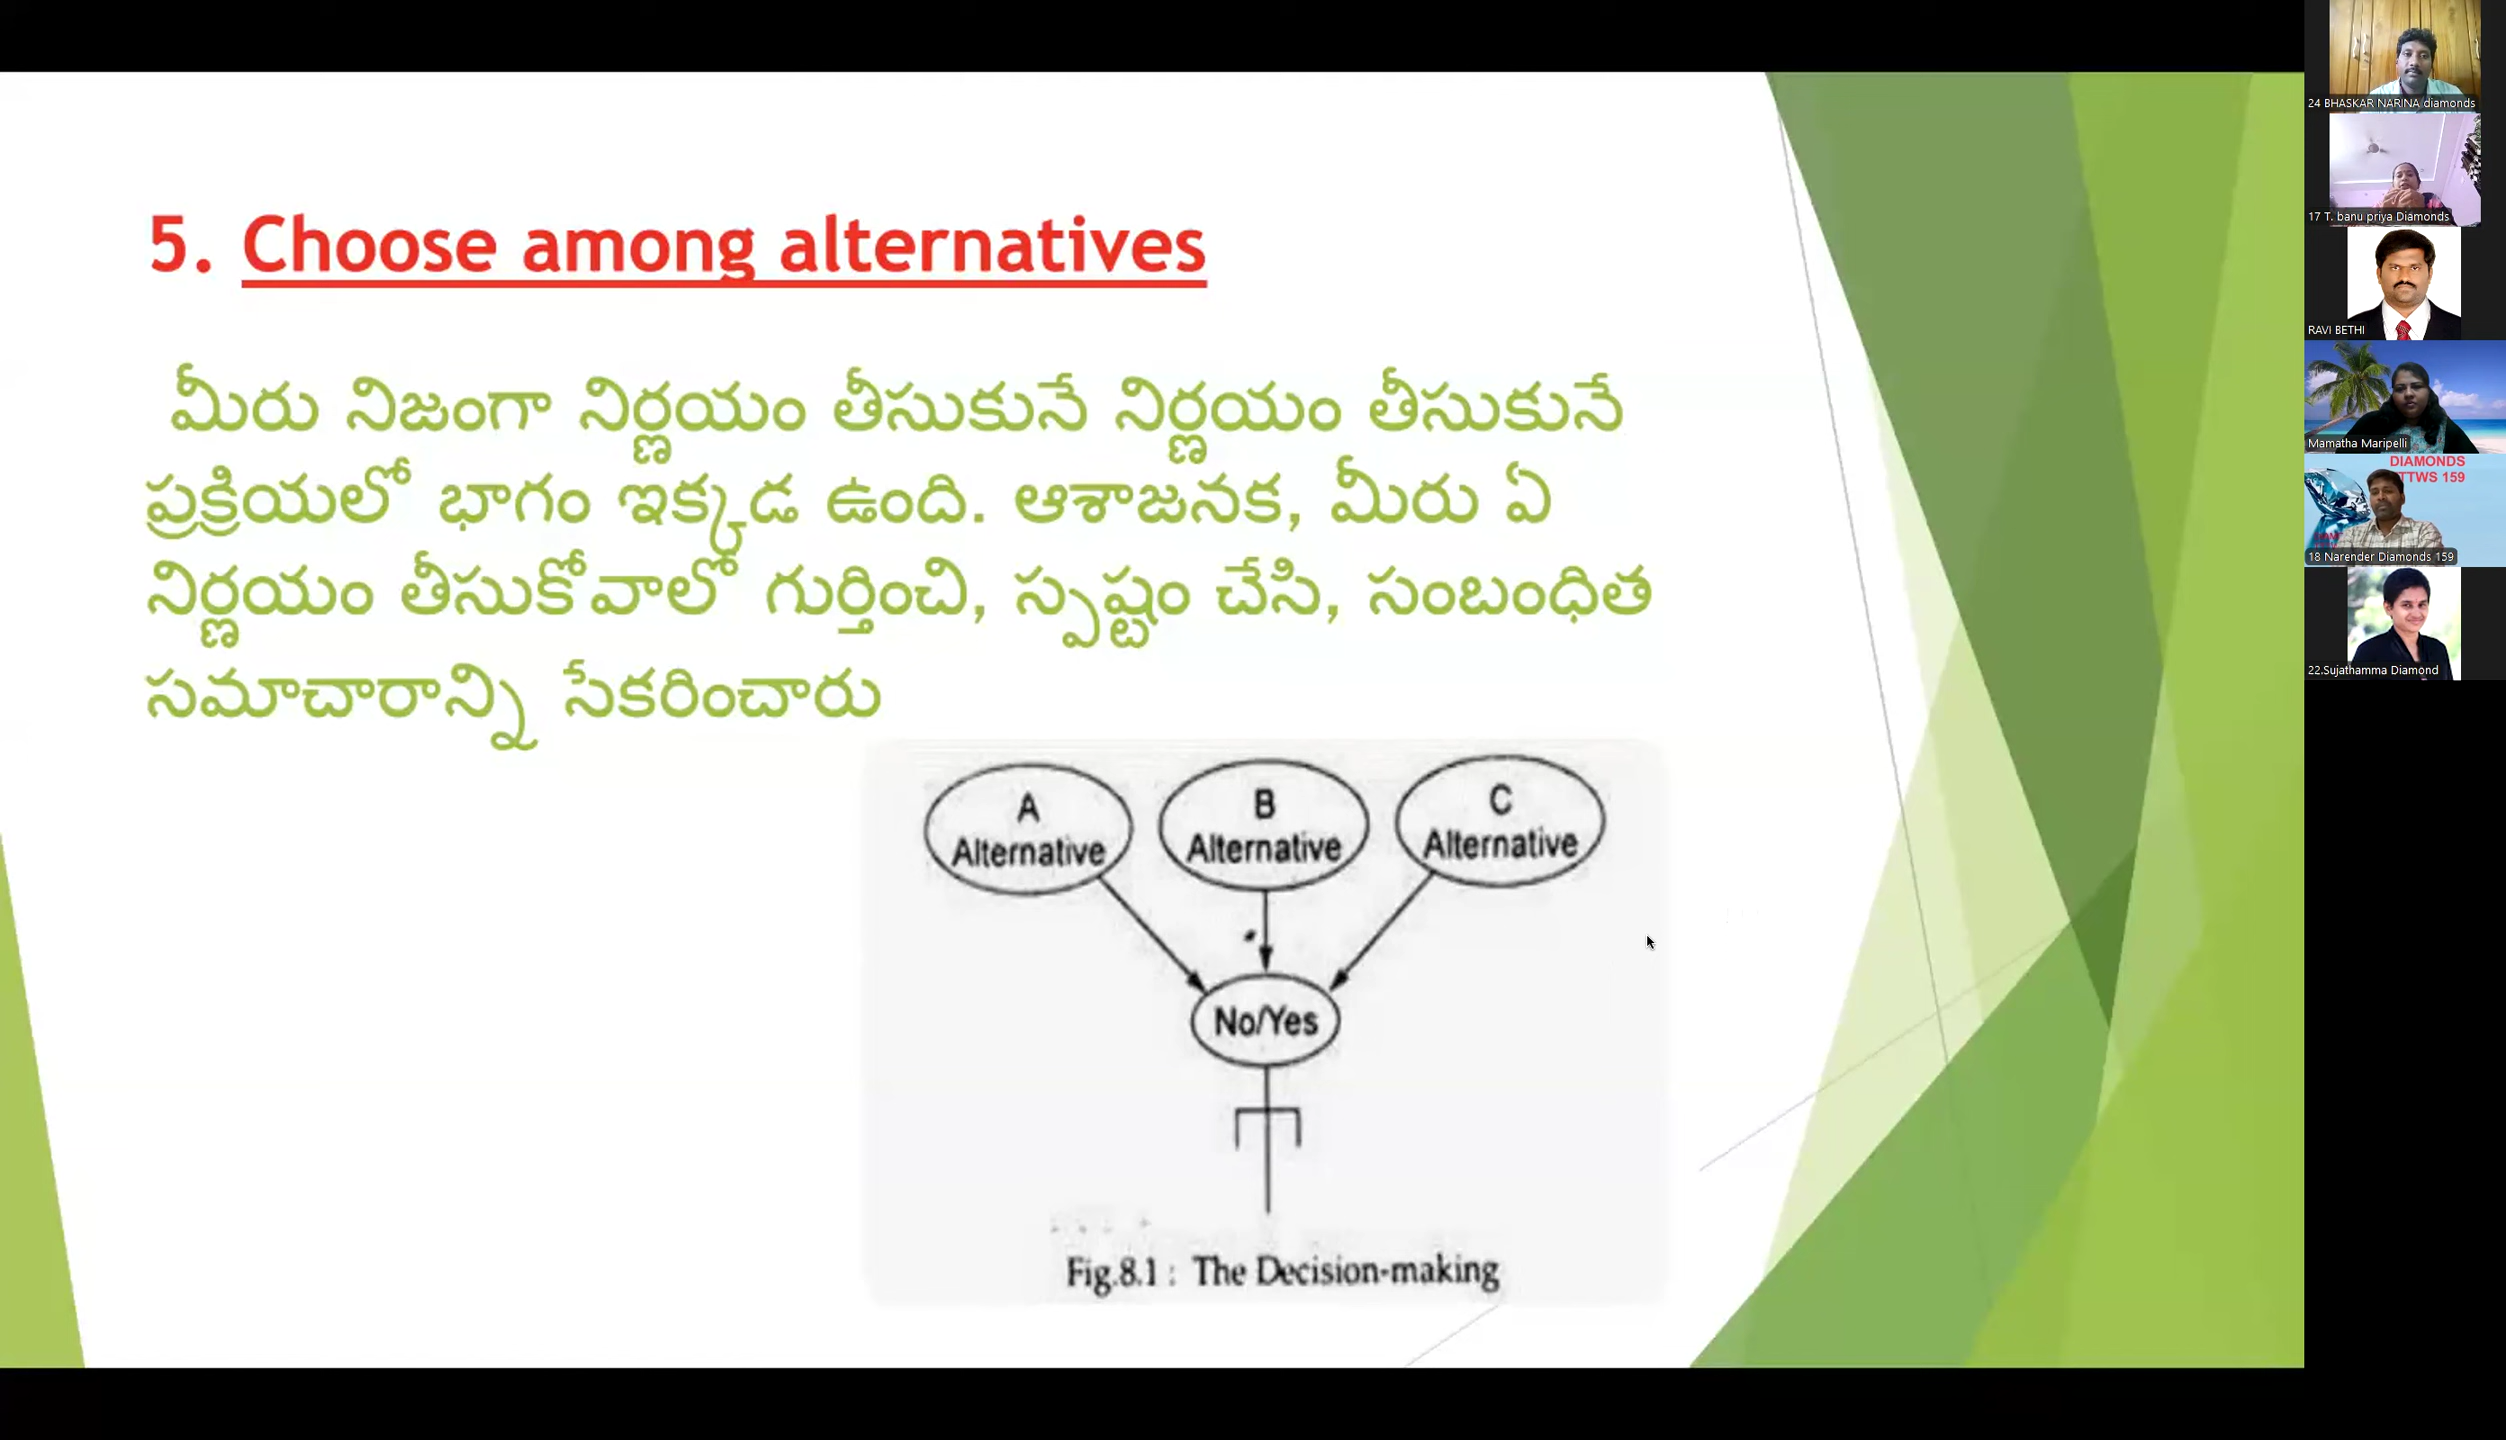 5. Choose among alternatives
మీరు నిజంగా నిర్ణయం తీసుకునే నిర్ణయం తీసుకునే
ప్రక్రియలో భాగం ఇక్కడ ఉంది. ఆశాజనక, మీరు ఏ
నిర్ణయం తీసుకోవాలో గుర్తించి, స్పష్టం చేసి, సంబంధిత
సమాచారాన్ని సేకరించారు
A
Alternative
B
Alternative
C
Alternative
No/Yes
Fig.8.1 : The Decision-making
24 BHASKAR NARINA diamonds
17 T. banu priya Diamonds
RAVI BETHI
Mamatha Maripelli
DIAMONDS
TTWS 159
18 Narender Diamonds 159
22.Sujathamma Diamond